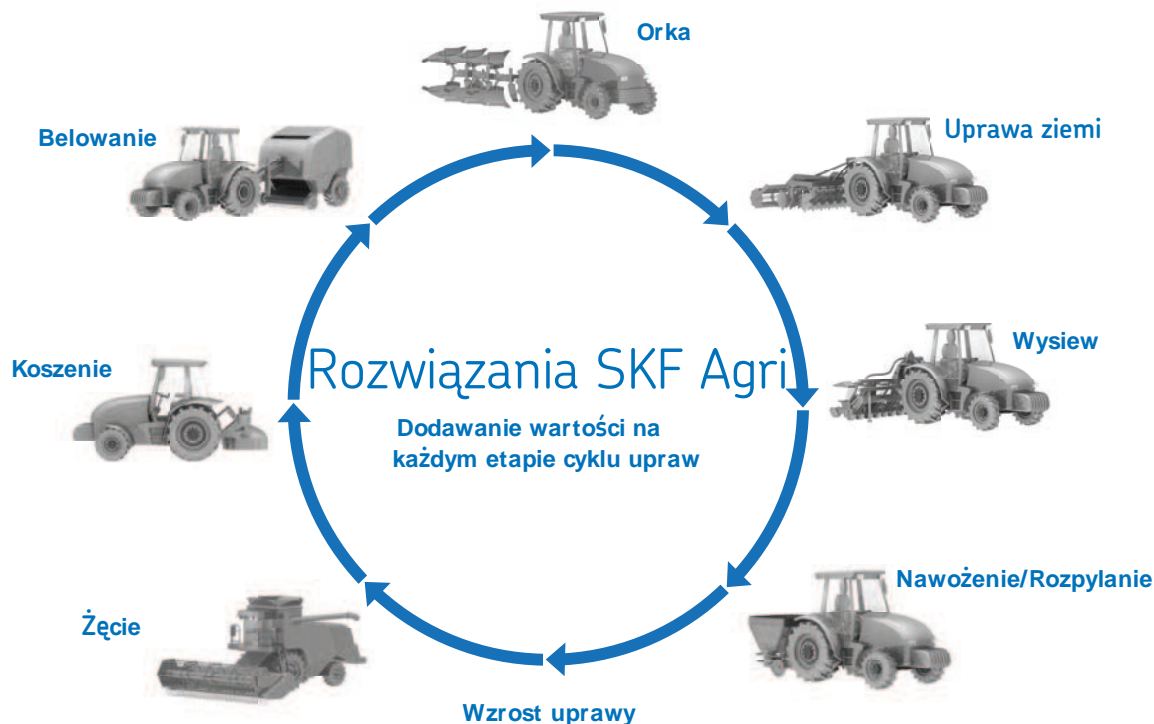 Orka
Belowanie
Uprawa ziemi
Wysiew
Koszenie
Rozwiązania SKF Agri
Dodawanie wartości na
każdym etapie cyklu upraw
Nawożenie/Rozpylanie
Żęcie
Wzrost uprawy